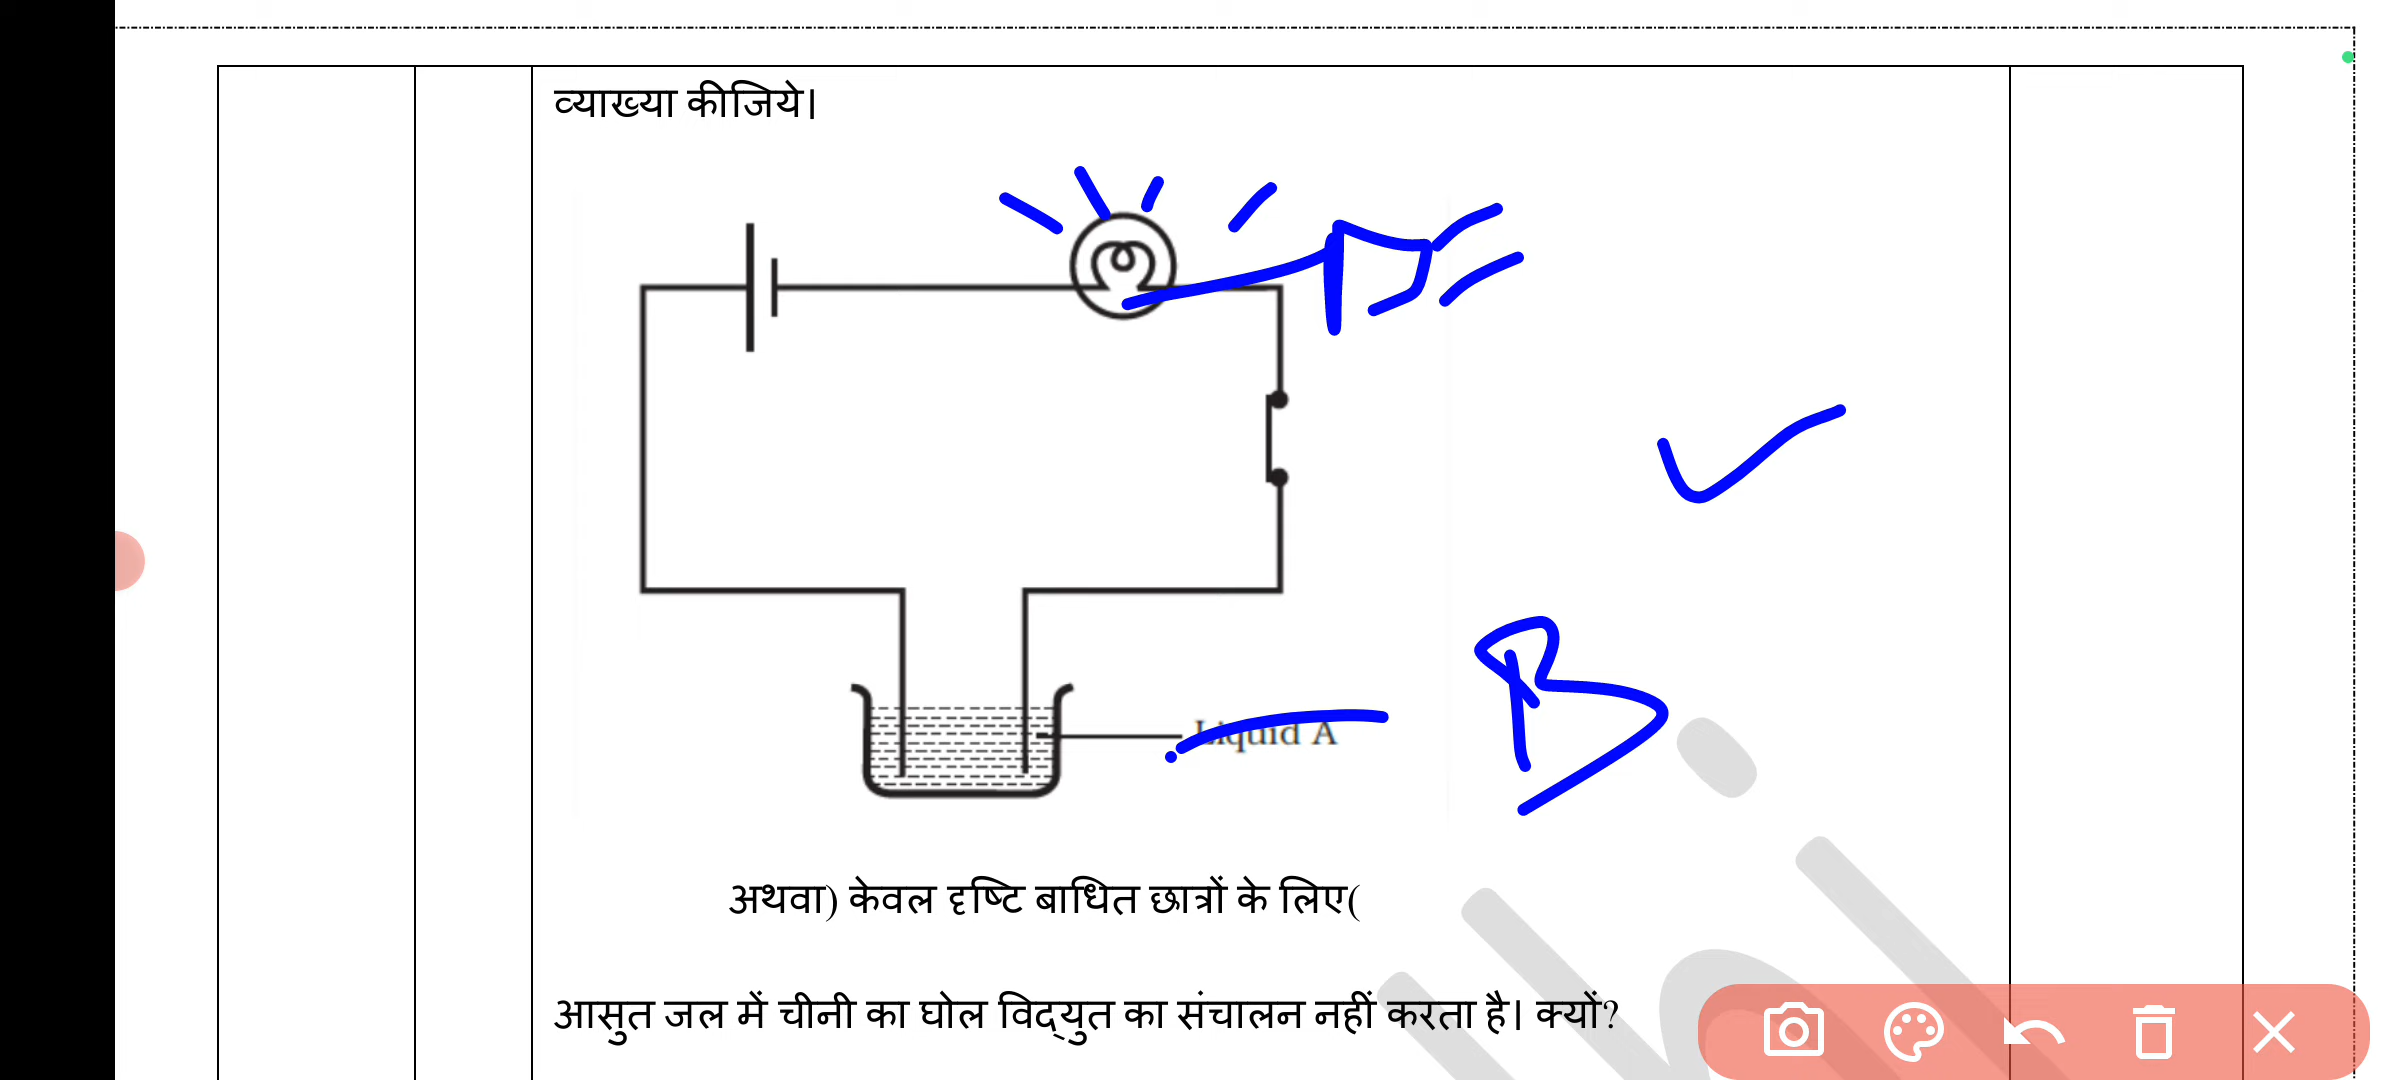 व्याख्या कीजिये।
Liquid A
B
अथवा) केवल दृष्टि बाधित छात्रों के लिए(
आसुत जल में चीनी का घोल विद्युत का संचालन नहीं करता है। क्यों?